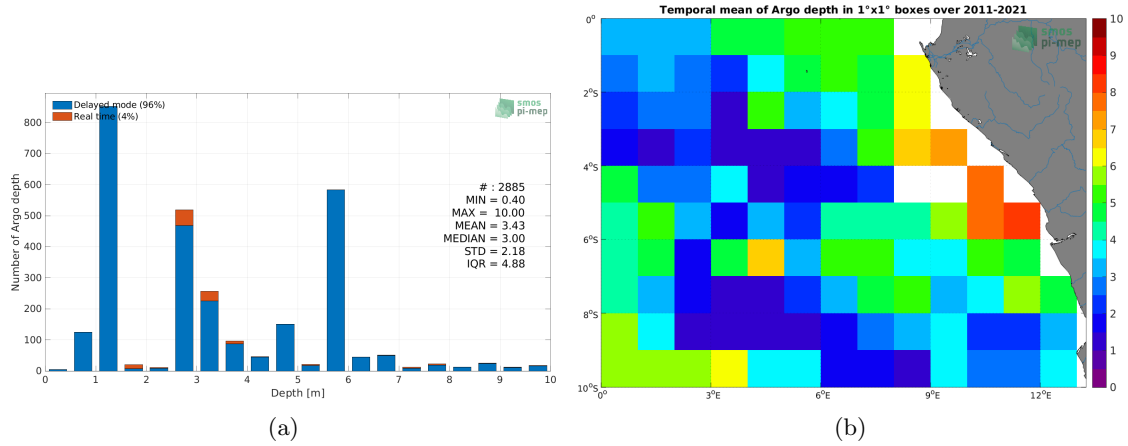 Delayed mode (96%)
Real time (4%)
smos
pi-mep
Number of Argo depth
0
100
200
300
400
500
600
700
800
# : 2885
MIN = 0.40
MAX = 10.00
MEAN = 3.43
MEDIAN = 3.00
STD = 2.18
IQR = 4.88
0 1 2 3 4 5 6 7 8 9 10
Depth [m]
(a)
Temporal mean of Argo depth in 1°x1° boxes over 2011-2021
smos
pi-mep
0°
2°S
4°S
6°S
8°S
10°S
0°E 3°E 6°E 9°E 12°E
10
9
8
7
6
5
4
3
2
1
0
(b)